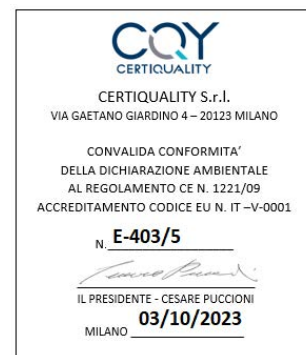 CQY
CERTIQUALITY
CERTIQUALITY S.r.l.
VIA GAETANO GIARDINO 4 – 20123 MILANO
CONVALIDA CONFORMITA'
DELLA DICHIARAZIONE AMBIENTALE
AL REGOLAMENTO CE N. 1221/09
ACCREDITAMENTO CODICE EU N. IT –V-0001
N. E-403/5
IL PRESIDENTE - CESARE PUCCIONI
MILANO 03/10/2023